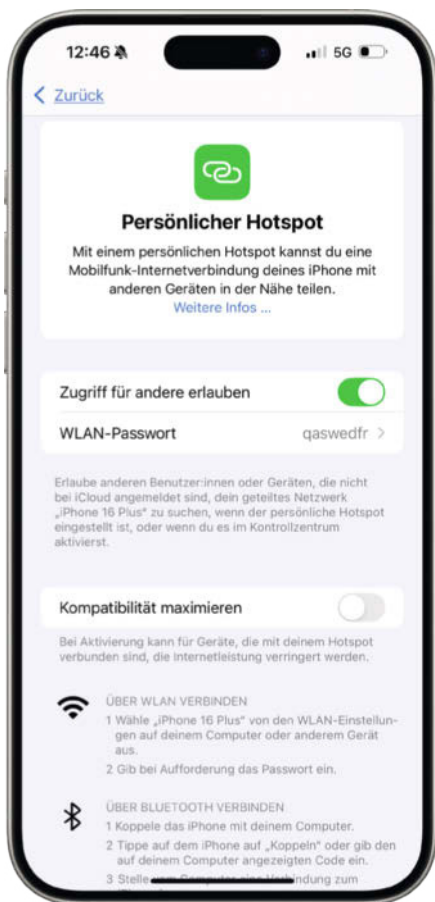 12:46
5G
Zurück
Persönlicher Hotspot
Mit einem persönlichen Hotspot kannst du eine
Mobilfunk-Internetverbindung deines iPhone mit
anderen Geräten in der Nähe teilen.
Weitere Infos ...
Zugriff für andere erlauben
WLAN-Passwort qaswedfr
Erlaube anderen Benutzer:innen oder Geräten, die nicht
bei iCloud angemeldet sind, dein geteiltes Netzwerk
„iPhone 16 Plus“ zu suchen, wenn der persönliche Hotspot
eingestellt ist, oder wenn du es im Kontrollzentrum
aktivierst.
Kompatibilität maximieren
Bei Aktivierung kann für Geräte, die mit deinem Hotspot
verbunden sind, die Internetleistung verringert werden.
ÜBER WLAN VERBINDEN
1 Wähle „iPhone 16 Plus“ von den WLAN-Einstellun-
gen auf deinem Computer oder anderem Gerät
aus.
2 Gib bei Aufforderung das Passwort ein.
ÜBER BLUETOOTH VERBINDEN
1 Koppele das iPhone mit deinem Computer.
2 Tippe auf dem iPhone auf „Koppeln“ oder gib den
auf deinem Computer angezeigten Code ein.
3 Stelle vom Computer eine Verbindung zum